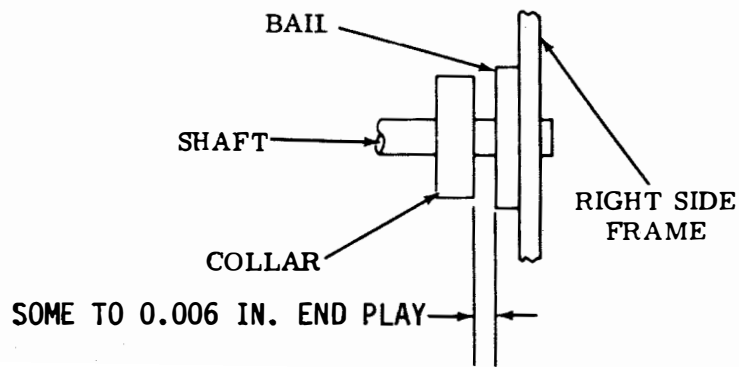 BAIL
SHAFT
RIGHT SIDE
FRAME
COLLAR
SOME TO 0.006 IN. END PLAY